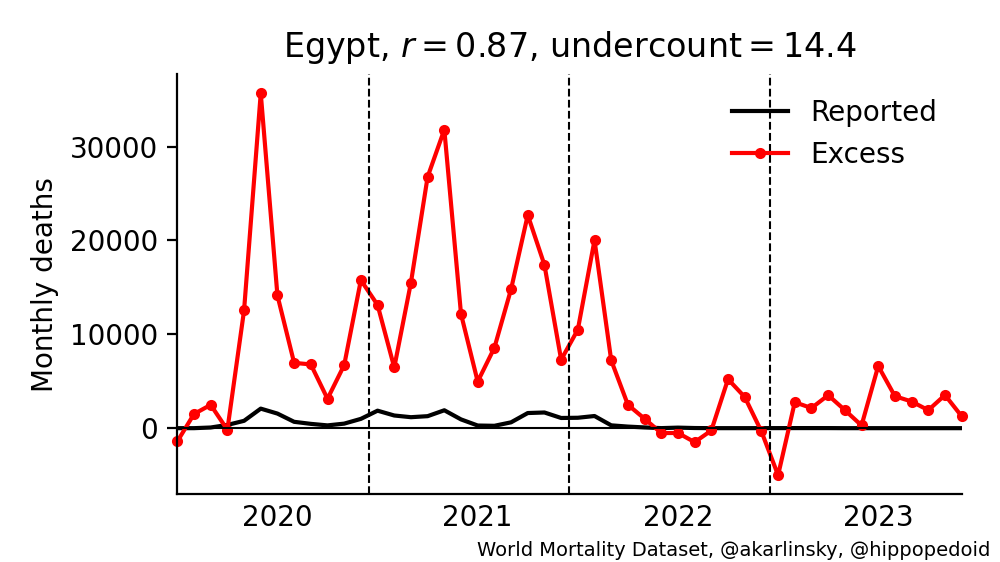 Egypt, r = 0.87, undercount = 14.4
Reported
Excess
Monthly deaths
30000
20000
10000
0
2020 2021 2022 2023
World Mortality Dataset, @akarlinsky, @hippopedoid